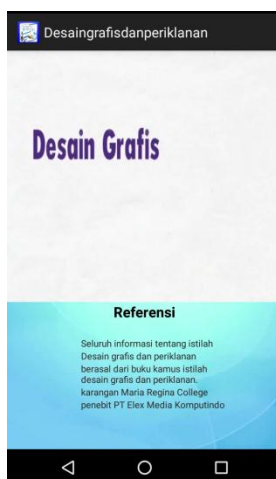 Desaingrafisdanperiklanan
Desain Grafis
Referensi
Seluruh informasi tentang istilah
Desain grafis dan periklanan
berasal dari buku kamus istilah
desain grafis dan periklanan.
karangan Maria Regina College
penebit PT Elex Media Komputindo